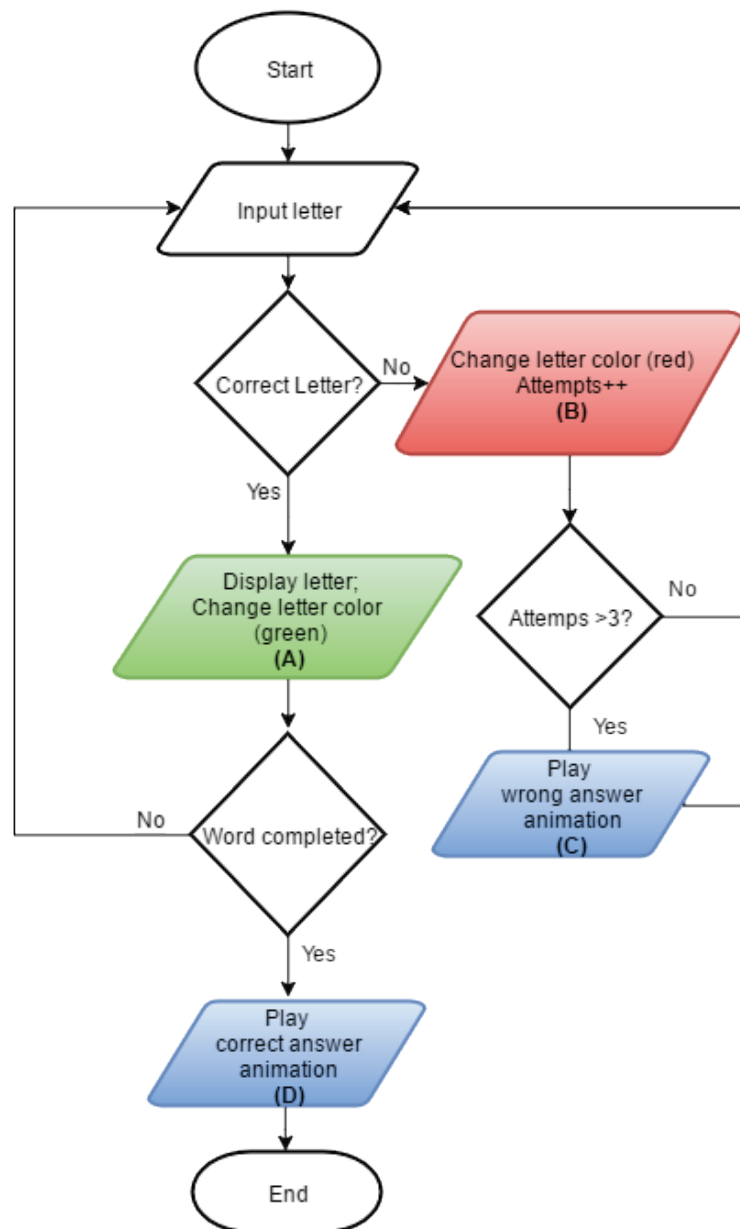 Start
Input letter
Correct Letter?
No
Change letter color (red)
Attempts++
(B)
Yes
Display letter;
Change letter color
(green)
(A)
Attemps >3?
No
Yes
Play
wrong answer
animation
(C)
Word completed?
No
Yes
Play
correct answer
animation
(D)
End